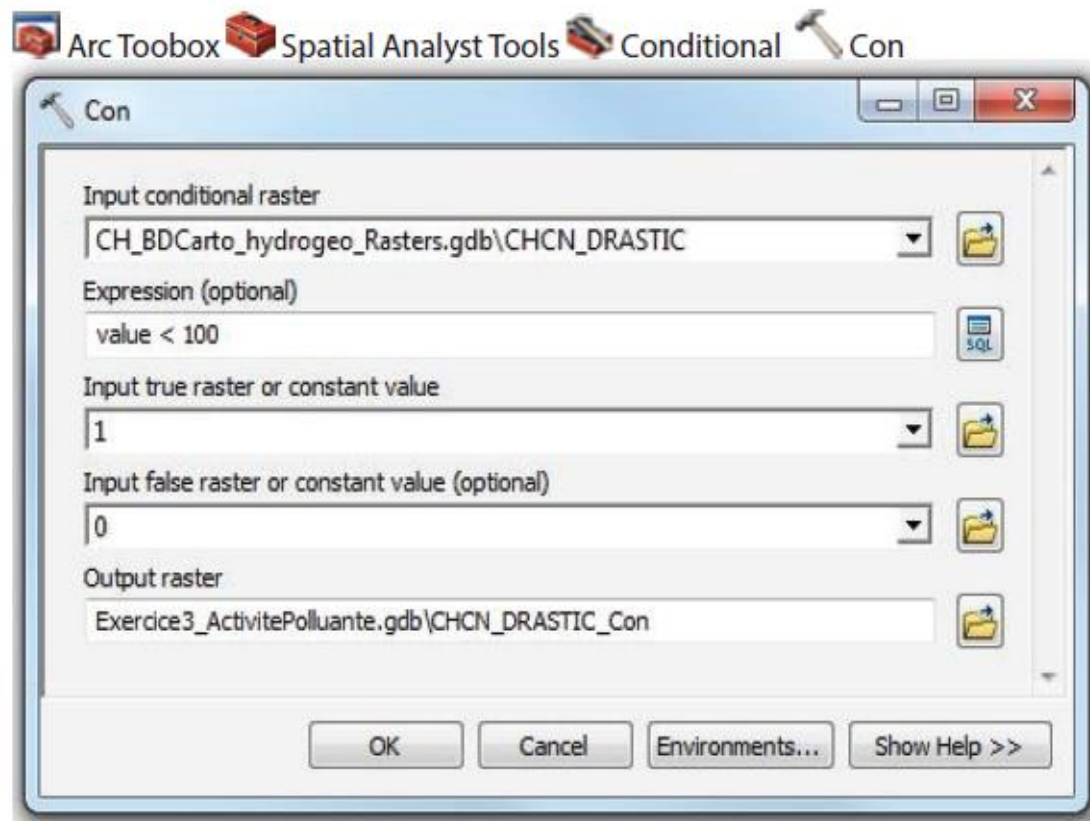 Arc Toobox Spatial Analyst Tools Conditional Con
Con
Input conditional raster
CH_BDCarto_hydrogeo_Rasters.gdb\CHCN_DRASTIC
Expression (optional)
value < 100
SQL
Input true raster or constant value
1
Input false raster or constant value (optional)
0
Output raster
Exercice3_ActivitePolluante.gdb\CHCN_DRASTIC_Con
OK Cancel Environments... Show Help >>